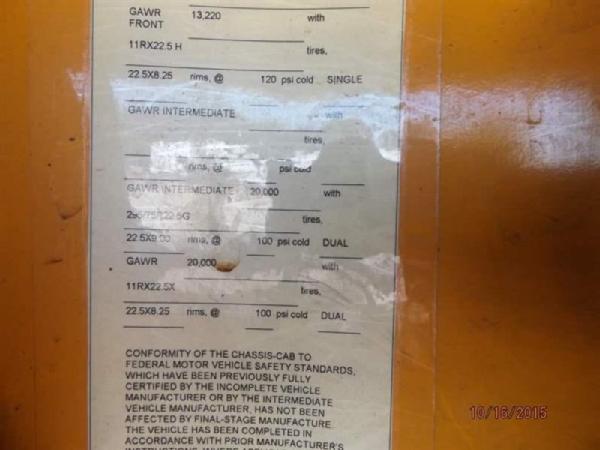 GAWR FRONT 13,220 with
11RX22.5 H tires,
22.5X8.25 rims, @ 120 psi cold SINGLE
GAWR INTERMEDIATE with
tires,
rims, @ psi cold
GAWR INTERMEDIATE 20,000 with
tires,
22.5X9.00 rims, @ 100 psi cold DUAL
GAWR 20,000 with
11RX22.5X tires,
22.5X8.25 rims, @ 100 psi cold DUAL
CONFORMITY OF THE CHASSIS-CAB TO
FEDERAL MOTOR VEHICLE SAFETY STANDARDS,
WHICH HAVE BEEN PREVIOUSLY FULLY
CERTIFIED BY THE INCOMPLETE VEHICLE
MANUFACTURER OR BY THE INTERMEDIATE
VEHICLE MANUFACTURER, HAS NOT BEEN
AFFECTED BY FINAL-STAGE MANUFACTURE.
THE VEHICLE HAS BEEN COMPLETED IN
ACCORDANCE WITH PRIOR MANUFACTURER'S
10/16/2015